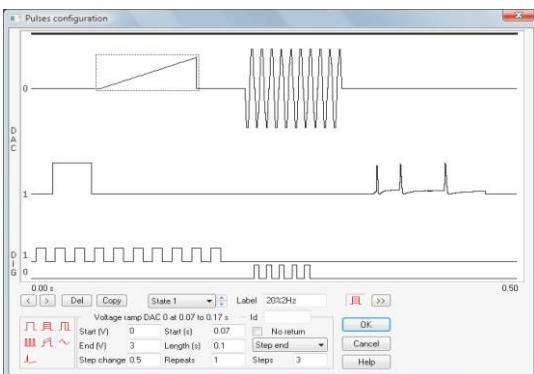 Pulses configuration
0
D
A
C
1
D 1
I
G 0
0.00 s 0.50
< > Del Copy State 1 Label 20%2Hz >>
Voltage ramp DAC 0 at 0.07 to 0.17 s Id
Start (V) 0 Start (s) 0.07 No return OK
End (V) 3 Length (s) 0.1 Step end Cancel
Step change 0.5 Repeats 1 Steps 3 Help